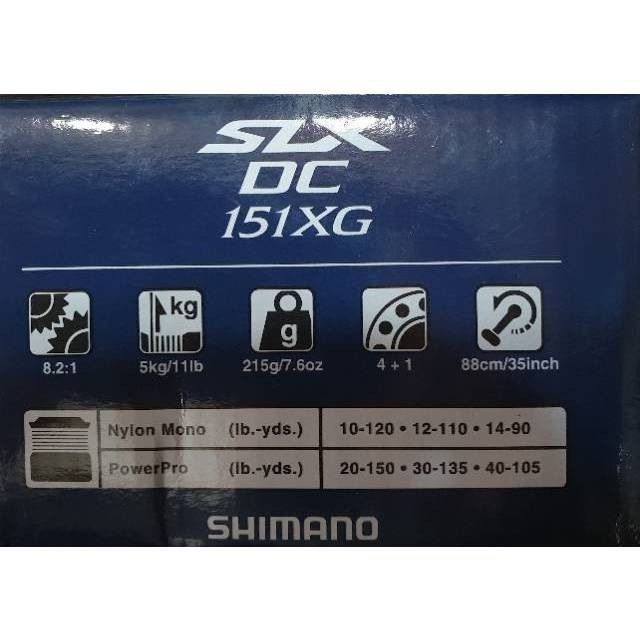 SLX
DC
151XG
kg
g
8.2:1 5kg/11lb 215g/7.6oz 4 + 1 88cm/35inch
Nylon Mono (lb.-yds.) 10-120 • 12-110 • 14-90
PowerPro (lb.-yds.) 20-150 • 30-135 • 40-105
SHIMANO